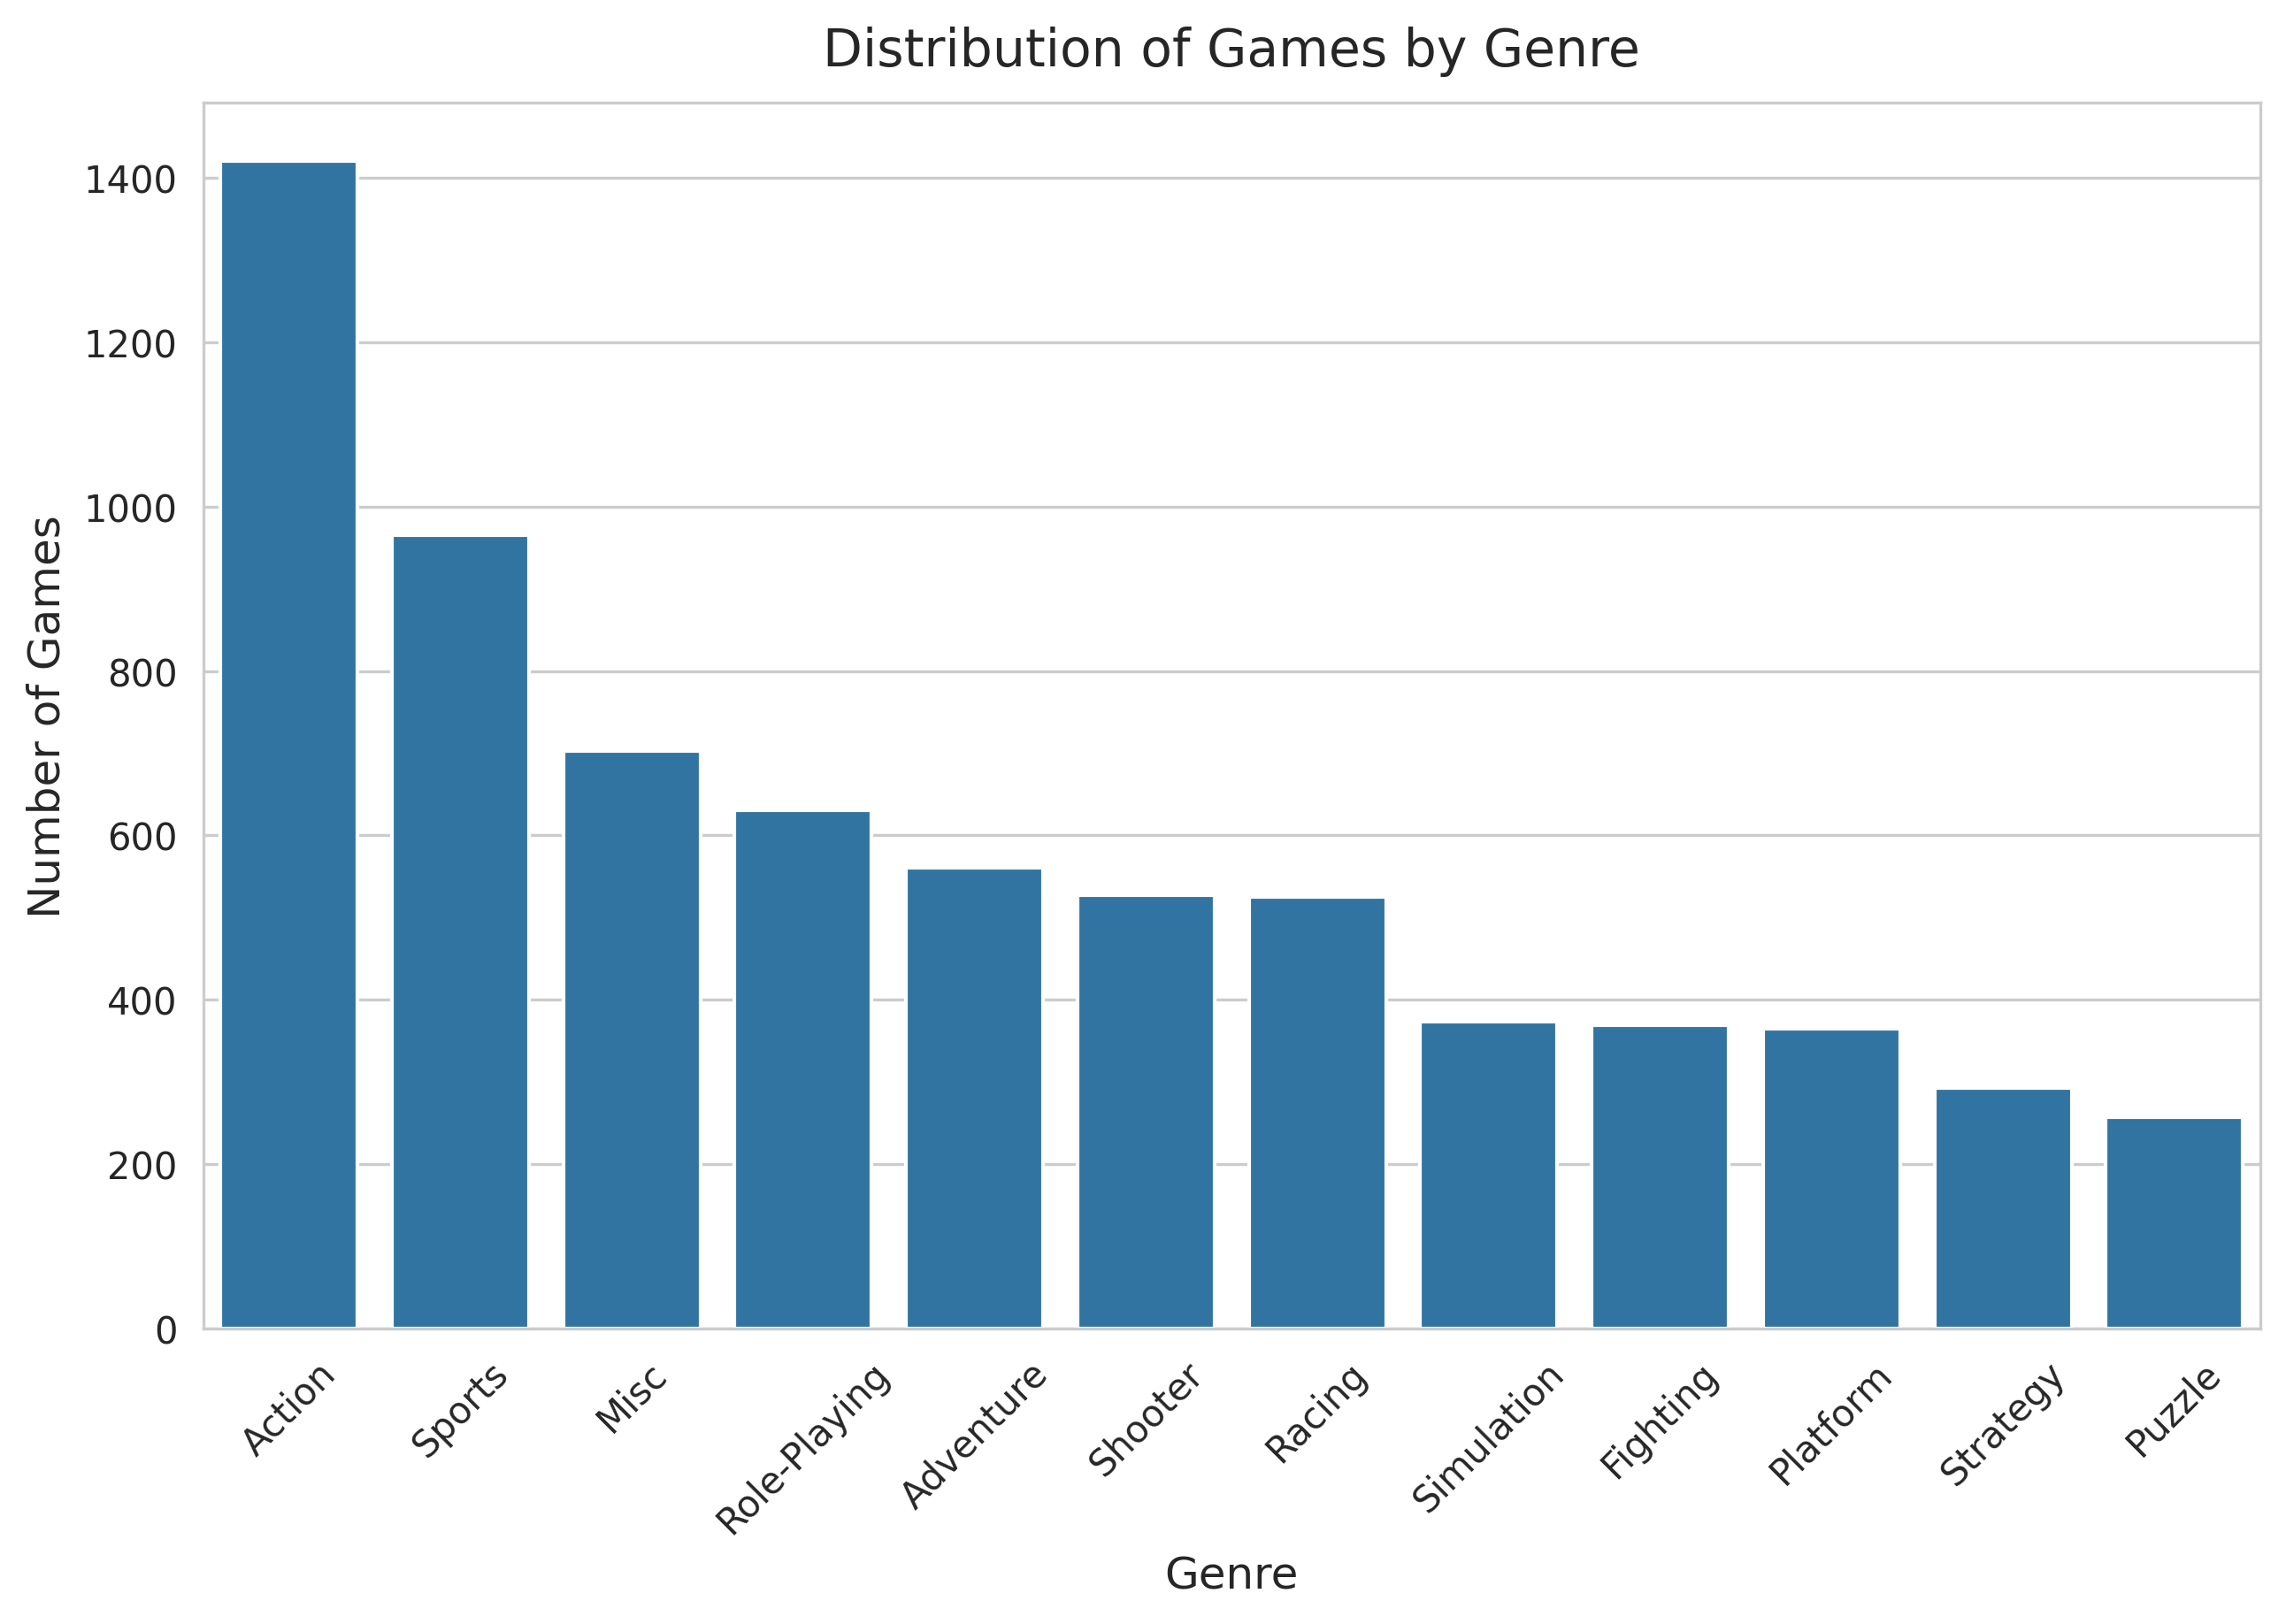 Distribution of Games by Genre
1400
1200
1000
800
600
400
200
0
Number of Games
Action
Sports
Misc
Role-Playing
Adventure
Shooter
Racing
Simulation
Fighting
Platform
Strategy
Puzzle
Genre